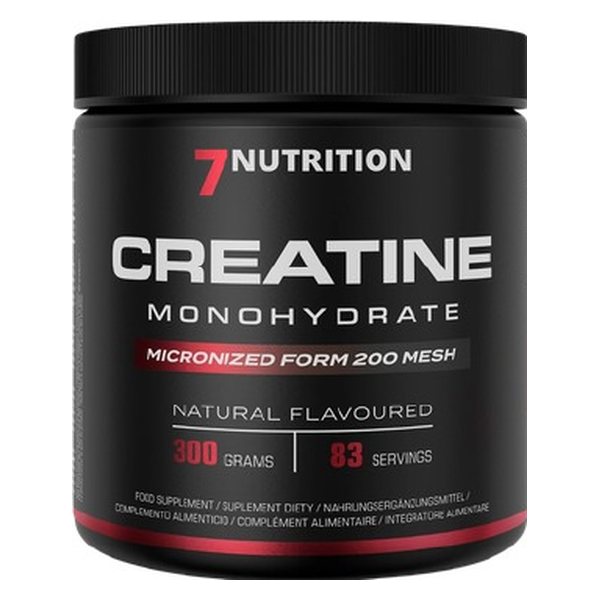 7NUTRITION
CREATINE
MONOHYDRATE
MICRONIZED FORM 200 MESH
NATURAL FLAVOURED
300 GRAMS | 83 SERVINGS
FOOD SUPPLEMENT / SUPLEMENT DIETY / NAHRUNGSERGÄNZUNGSMITTEL /
COMPLEMENTO ALIMENTICIO / COMPLÉMENT ALIMENTAIRE / INTEGRATORE ALIMENTARE